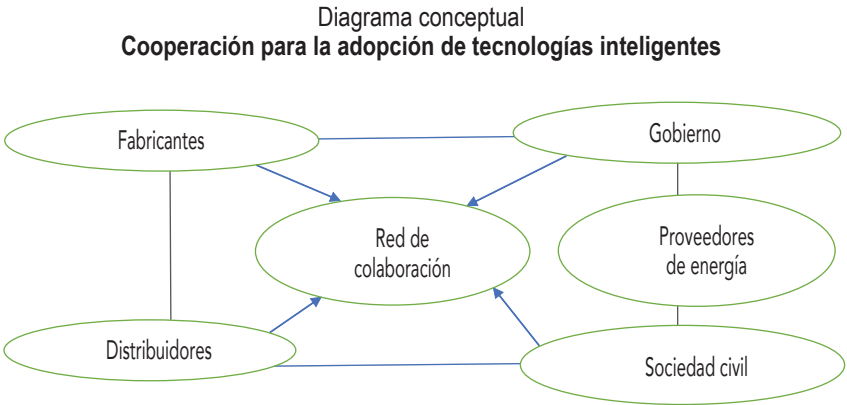 Diagrama conceptual
Cooperación para la adopción de tecnologías inteligentes
Fabricantes
Gobierno
Red de
colaboración
Proveedores
de energía
Distribuidores
Sociedad civil